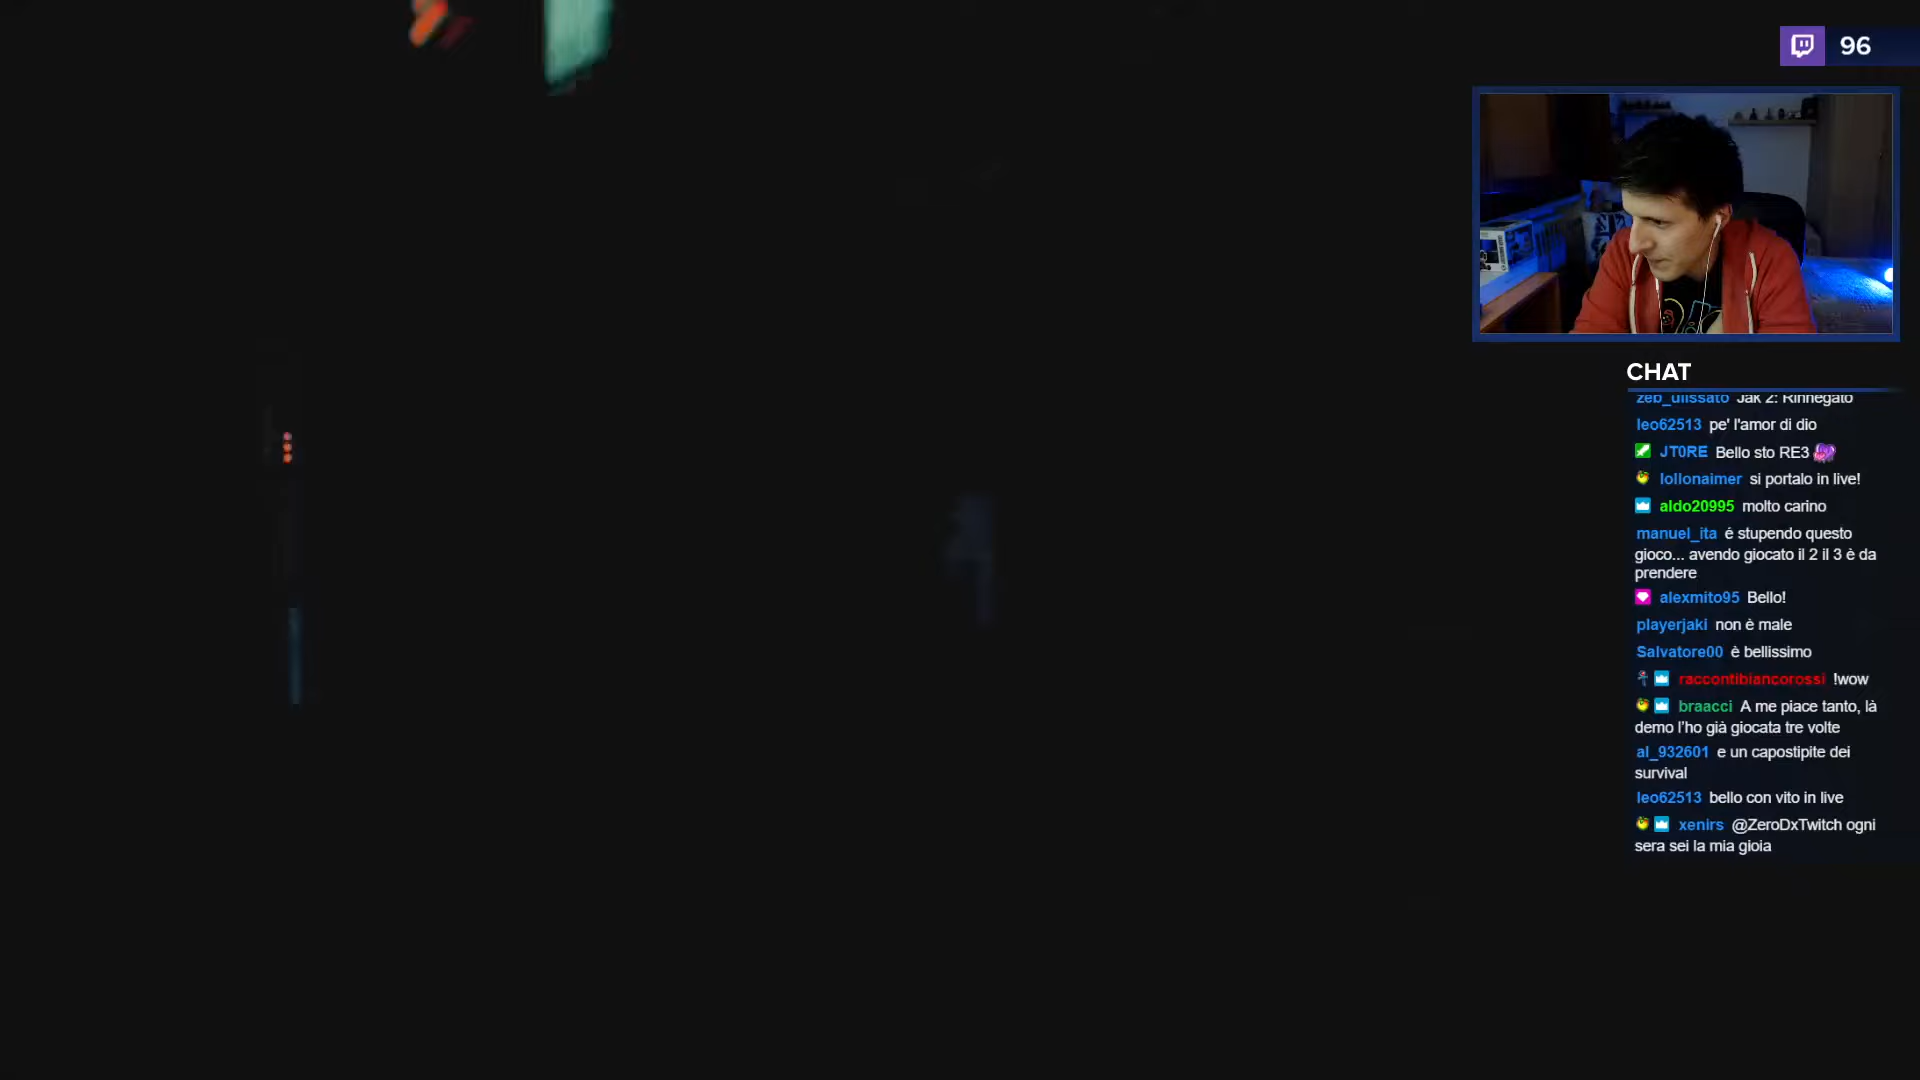 96
CHAT
zeb_ulissato Jak 2: Rinnegato
leo62513 pe' l'amor di dio
JT0RE Bello sto RE3
lollonaimer si portalo in live!
aldo20995 molto carino
manuel_ita é stupendo questo
gioco... avendo giocato il 2 il 3 è da
prendere
alexmito95 Bello!
playerjaki non è male
Salvatore00 è bellissimo
raccontibiancorossi !wow
braacci A me piace tanto, là
demo l'ho già giocata tre volte
al_932601 e un capostipite dei
survival
leo62513 bello con vito in live
xenirs @ZeroDxTwitch ogni
sera sei la mia gioia